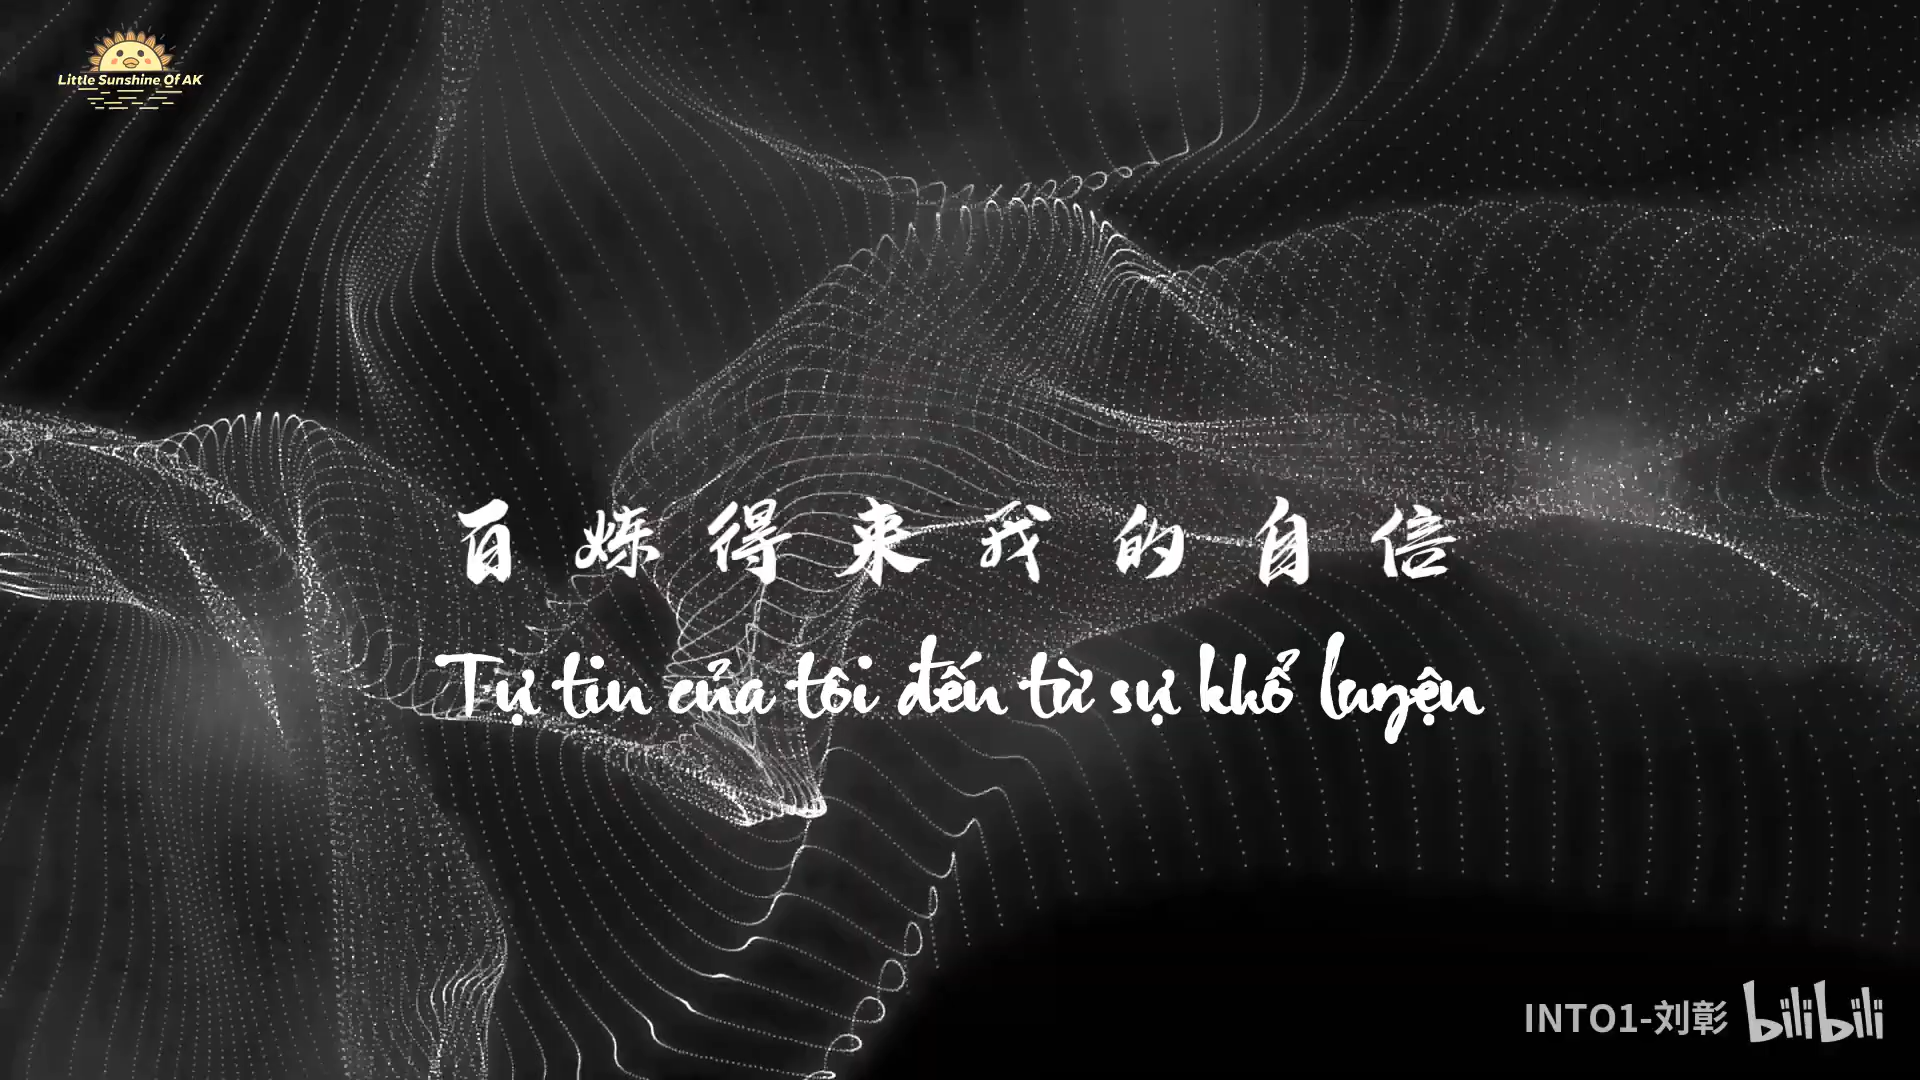 Little Sunshine Of AK
百炼得来我的自信
Tự tin của tôi đến từ sự khổ luyện
INTO1-刘彰 bilibili